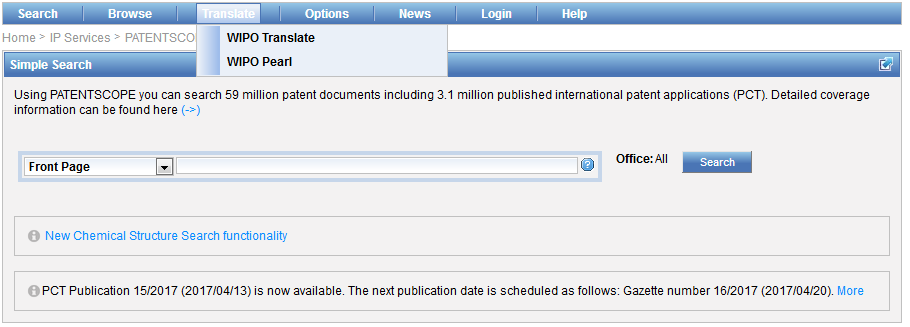 Search Browse Translate Options News Login Help
Home > IP Services > PATENTSCO
WIPO Translate
WIPO Pearl
Simple Search
Using PATENTSCOPE you can search 59 million patent documents including 3.1 million published international patent applications (PCT). Detailed coverage
information can be found here (->)
Front Page ? Office: All Search
New Chemical Structure Search functionality
PCT Publication 15/2017 (2017/04/13) is now available. The next publication date is scheduled as follows: Gazette number 16/2017 (2017/04/20). More